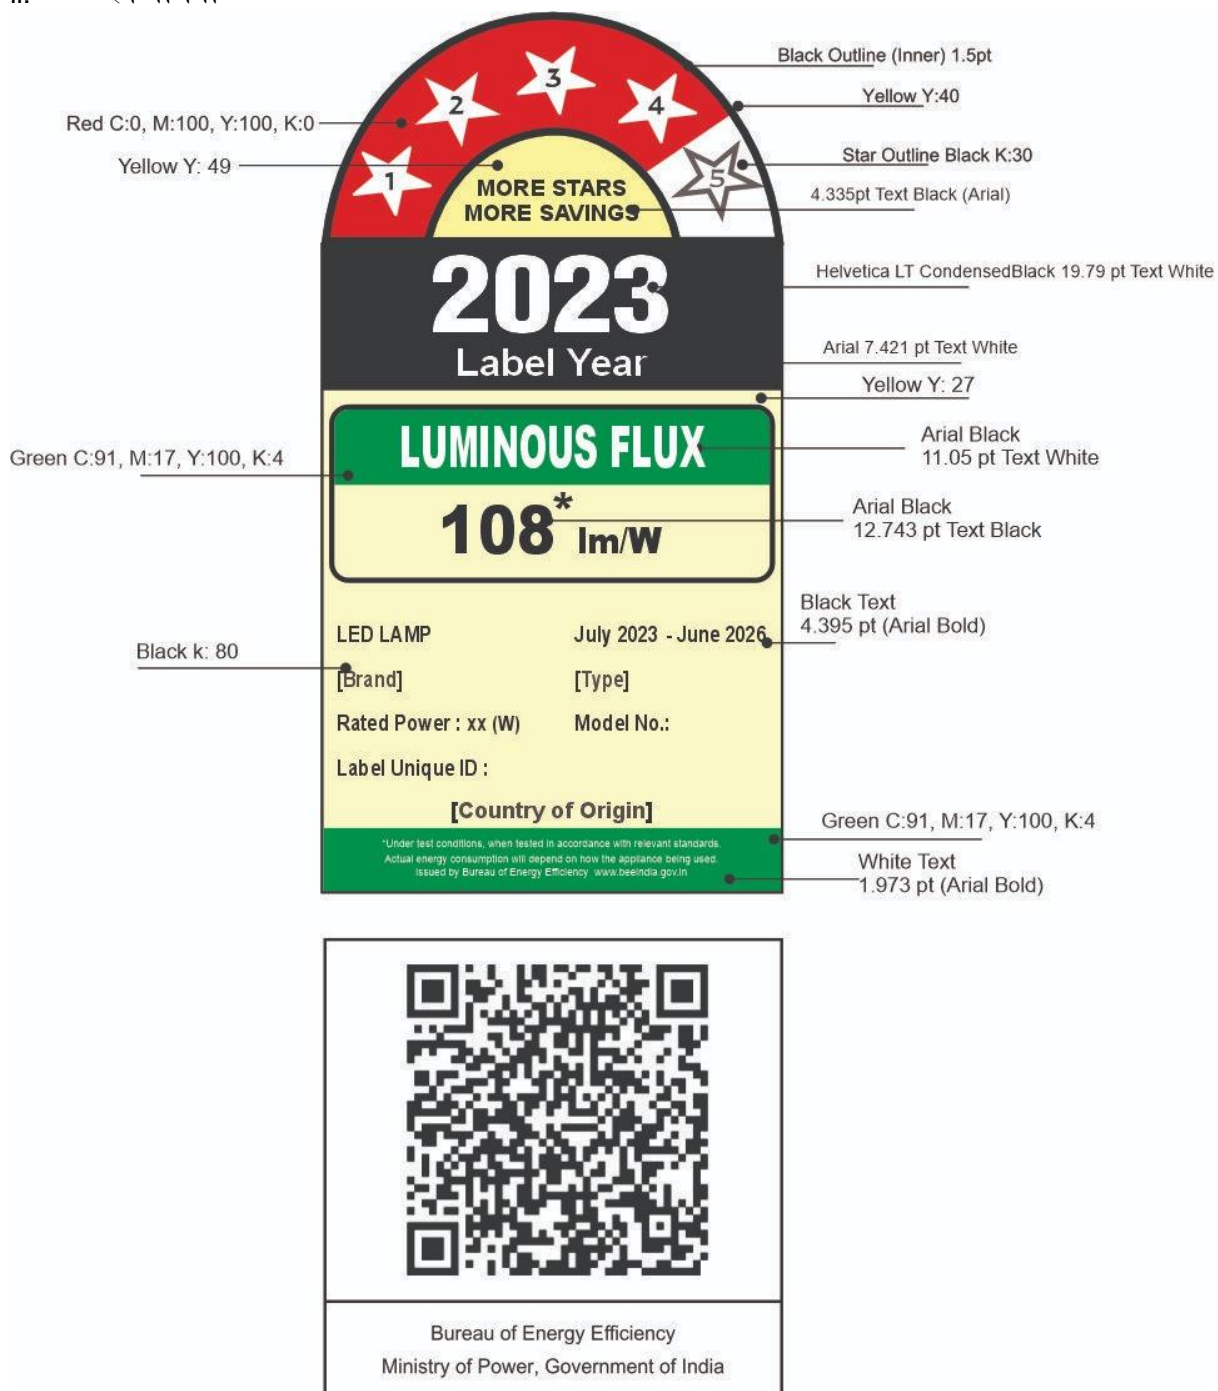 Black Outline (Inner) 1.5pt
3
2
4
Yellow Y:40
Red C:0, M:100, Y:100, K:0
Star Outline Black K:30
Yellow Y: 49
1
5
MORE STARS
MORE SAVINGS
4.335pt Text Black (Arial)
2023
Helvetica LT CondensedBlack 19.79 pt Text White
Label Year
Arial 7.421 pt Text White
Yellow Y: 27
LUMINOUS FLUX
Arial Black
11.05 pt Text White
Green C:91, M:17, Y:100, K:4
108* lm/W
Arial Black
12.743 pt Text Black
LED LAMP July 2023 - June 2026
Black Text
4.395 pt (Arial Bold)
Black k: 80
[Brand] [Type]
Rated Power : xx (W) Model No.:
Label Unique ID :
[Country of Origin]
Green C:91, M:17, Y:100, K:4
*Under test conditions, when tested in accordance with relevant standards.
Actual energy consumption will depend on how the appliance being used.
Issued by Bureau of Energy Efficiency www.beeindia.gov.in
White Text
1.973 pt (Arial Bold)
Bureau of Energy Efficiency
Ministry of Power, Government of India